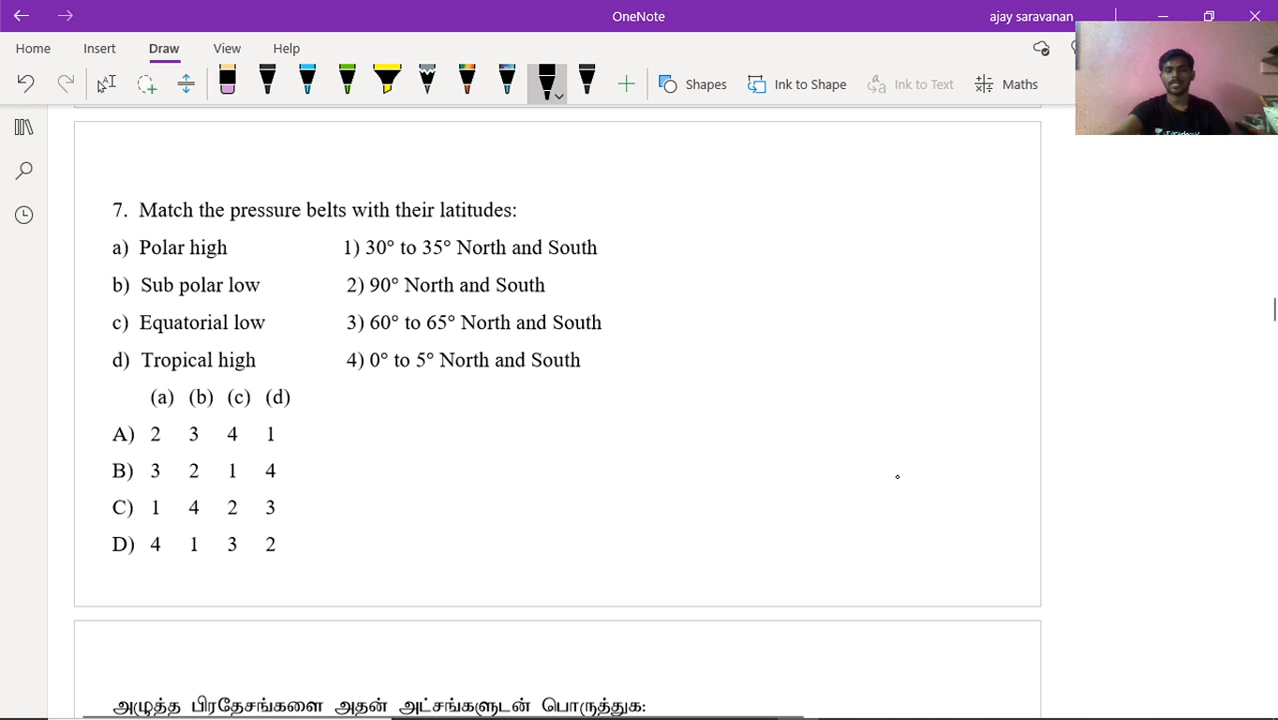 OneNote
ajay saravanan
Home Insert Draw View Help
Shapes Ink to Shape Ink to Text Maths
7. Match the pressure belts with their latitudes:
a) Polar high 1) 30° to 35° North and South
b) Sub polar low 2) 90° North and South
c) Equatorial low 3) 60° to 65° North and South
d) Tropical high 4) 0° to 5° North and South
(a) (b) (c) (d)
A) 2 3 4 1
B) 3 2 1 4
C) 1 4 2 3
D) 4 1 3 2
அழுத்த பிரதேசங்களை அதன் அட்சங்களுடன் பொருத்துக: